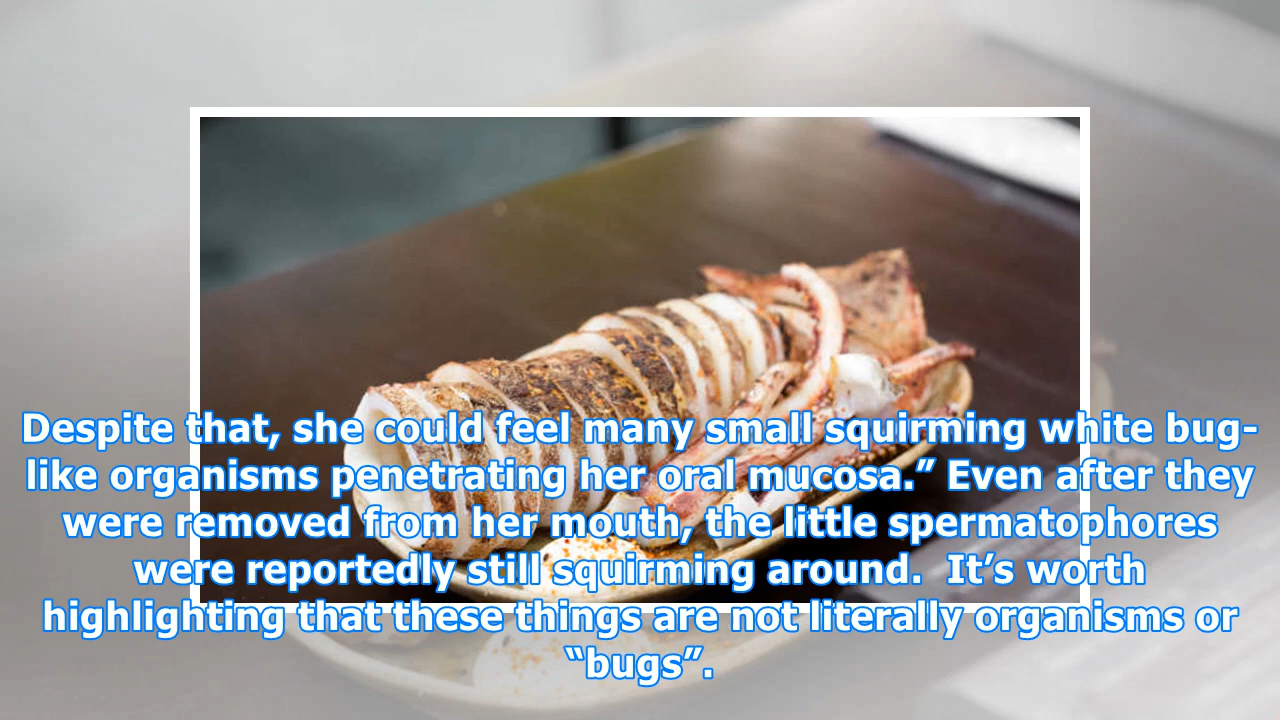 Despite that, she could feel many small squirming white bug-
like organisms penetrating her oral mucosa.” Even after they
were removed from her mouth, the little spermatophores
were reportedly still squirming around.  It’s worth
highlighting that these things are not literally organisms or
“bugs”.